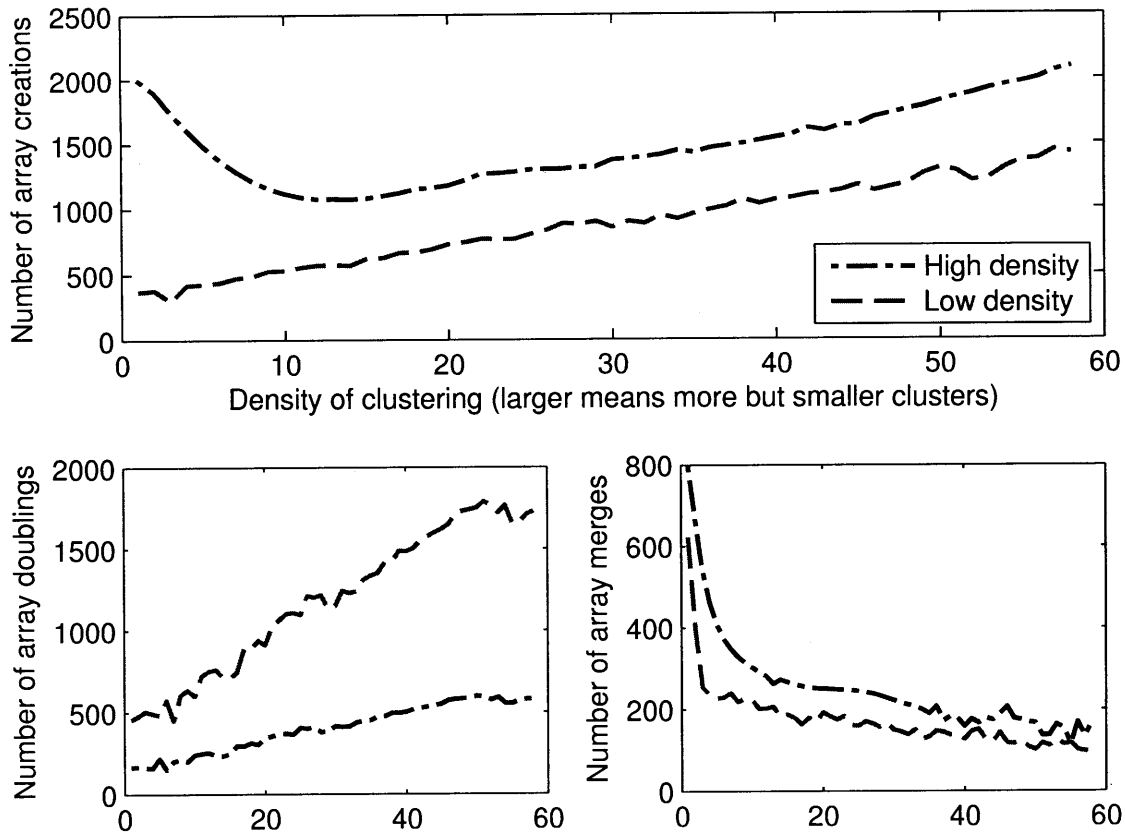 Number of array creations
2500
2000
1500
1000
500
0
0 10 20 30 40 50 60
High density
Low density
Density of clustering (larger means more but smaller clusters)
Number of array doublings
2000
1500
1000
500
0
0 20 40 60
Number of array merges
800
600
400
200
0
0 20 40 60